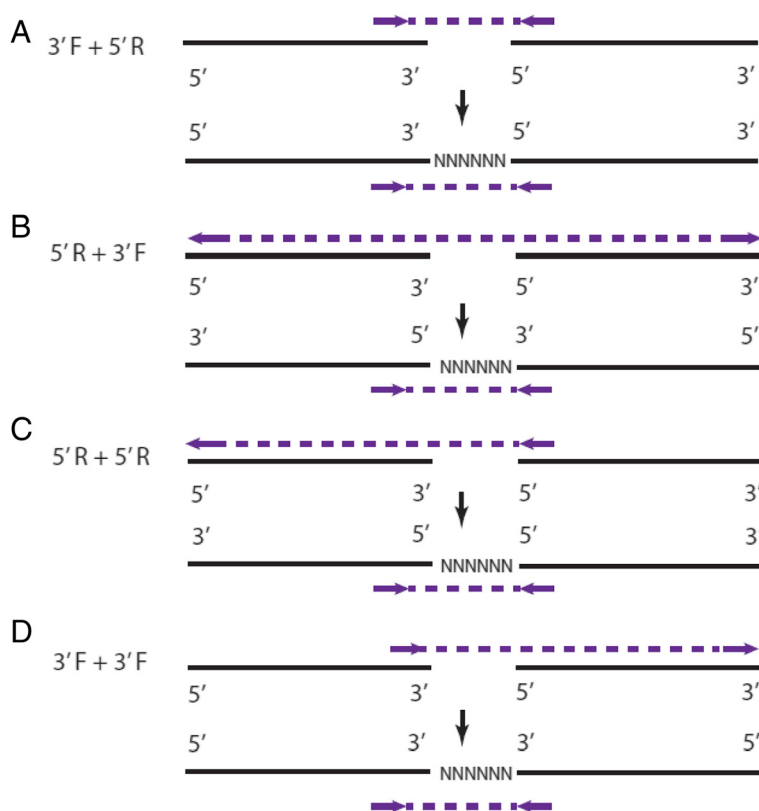 A
3′F + 5′R
5′ 3′ 5′ 3′
5′ 3′ 5′ 3′
NNNNNN
B
5′R + 3′F
5′ 3′ 5′ 3′
3′ 5′ 3′ 5′
NNNNNN
C
5′R + 5′R
5′ 3′ 5′ 3′
3′ 5′ 5′ 3′
NNNNNN
D
3′F + 3′F
5′ 3′ 5′ 3′
5′ 3′ 3′ 5′
NNNNNN